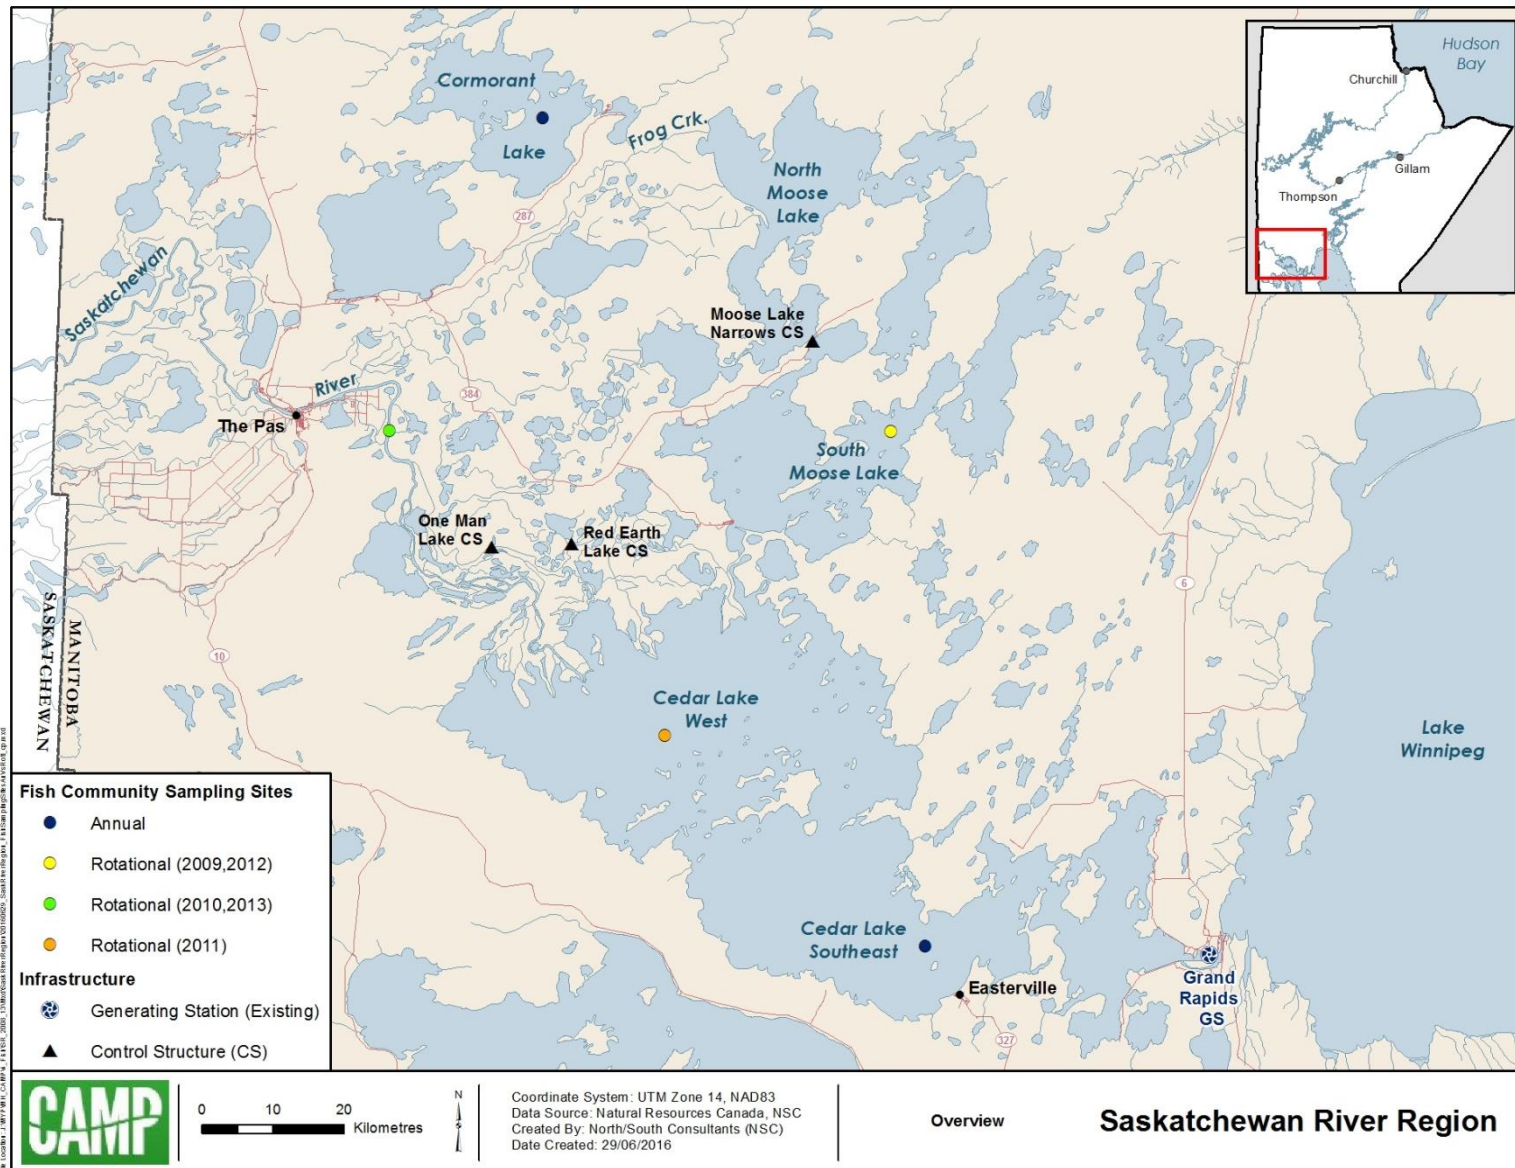 Cormorant
Lake
Frog Crk.
North
Moose
Lake
Hudson
Bay
Churchill
Gillam
Thompson
287
Saskatchewan
River
Moose Lake
Narrows CS
384
The Pas
South
Moose Lake
One Man
Lake CS
Red Earth
Lake CS
6
SASKATCHEWAN
MANITOBA
10
Cedar Lake
West
Lake
Winnipeg
Cedar Lake
Southeast
Easterville
Grand
Rapids
GS
327
Fish Community Sampling Sites
Annual
Rotational (2009,2012)
Rotational (2010,2013)
Rotational (2011)
Infrastructure
Generating Station (Existing)
Control Structure (CS)
CAMP
0 10 20
Kilometres
N
Coordinate System: UTM Zone 14, NAD83
Data Source: Natural Resources Canada, NSC
Created By: North/South Consultants (NSC)
Date Created: 29/06/2016
Overview
Saskatchewan River Region